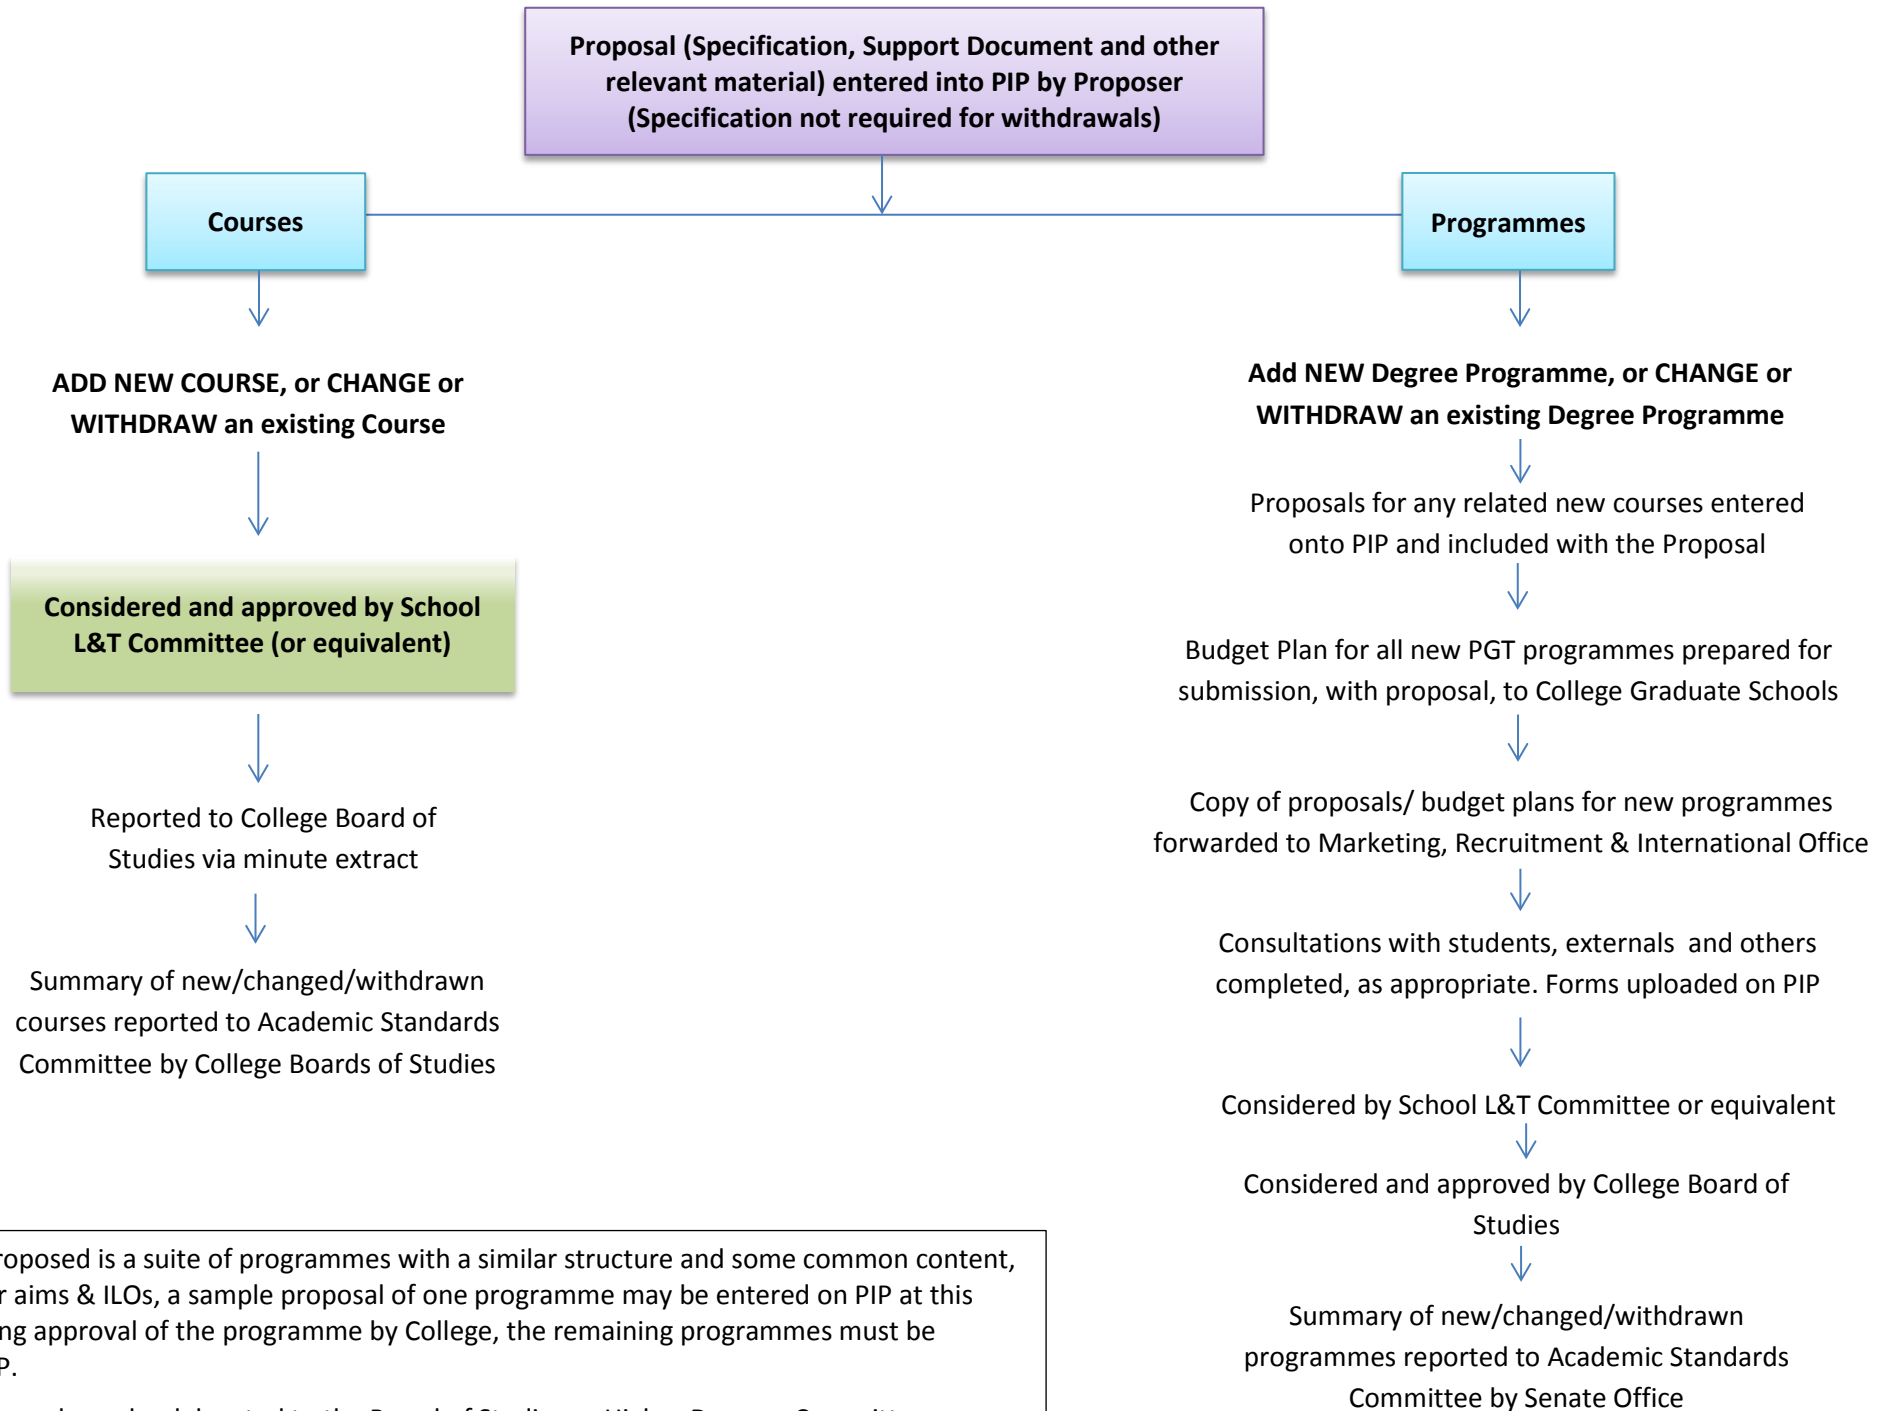 Proposal (Specification, Support Document and other
relevant material) entered into PIP by Proposer
(Specification not required for withdrawals)
Courses
Programmes
ADD NEW COURSE, or CHANGE or
WITHDRAW an existing Course
Considered and approved by School
L&T Committee (or equivalent)
Reported to College Board of
Studies via minute extract
Summary of new/changed/withdrawn
courses reported to Academic Standards
Committee by College Boards of Studies
Add NEW Degree Programme, or CHANGE or
WITHDRAW an existing Degree Programme
Proposals for any related new courses entered
onto PIP and included with the Proposal
Budget Plan for all new PGT programmes prepared for
submission, with proposal, to College Graduate Schools
Copy of proposals/ budget plans for new programmes
forwarded to Marketing, Recruitment & International Office
Consultations with students, externals and others
completed, as appropriate. Forms uploaded on PIP
Considered by School L&T Committee or equivalent
Considered and approved by College Board of
Studies
Summary of new/changed/withdrawn
programmes reported to Academic Standards
Committee by Senate Office
roposed is a suite of programmes with a similar structure and some common content,
r aims & ILOs, a sample proposal of one programme may be entered on PIP at this
ng approval of the programme by College, the remaining programmes must be
P.